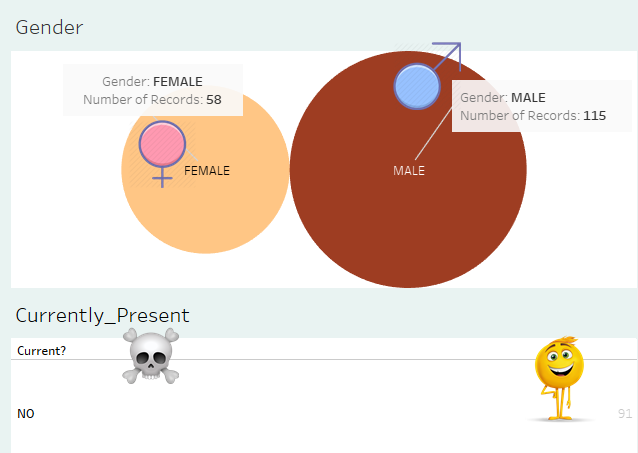 Gender
Gender: FEMALE
Number of Records: 58
Gender: MALE
Number of Records: 115
FEMALE
MALE
Currently_Present
Current?
NO
91